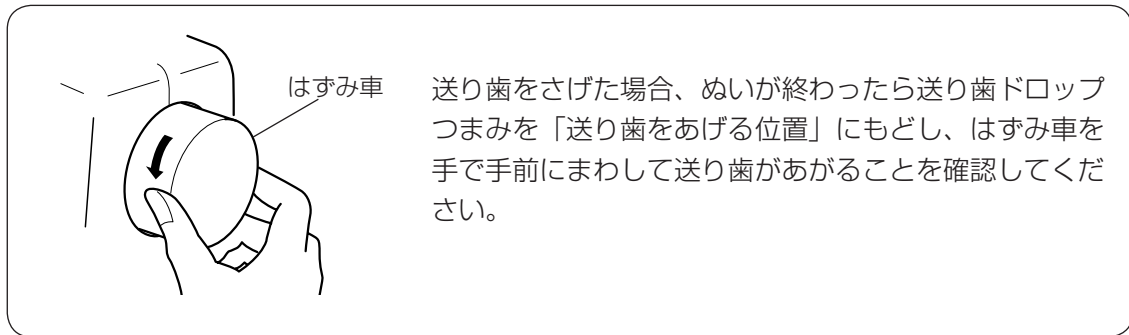 はずみ車
送り歯をさげた場合、ぬいが終わったら送り歯ドロップ
つまみを「送り歯をあげる位置」にもどし、はずみ車を
手で手前にまわして送り歯があがることを確認してくだ
さい。